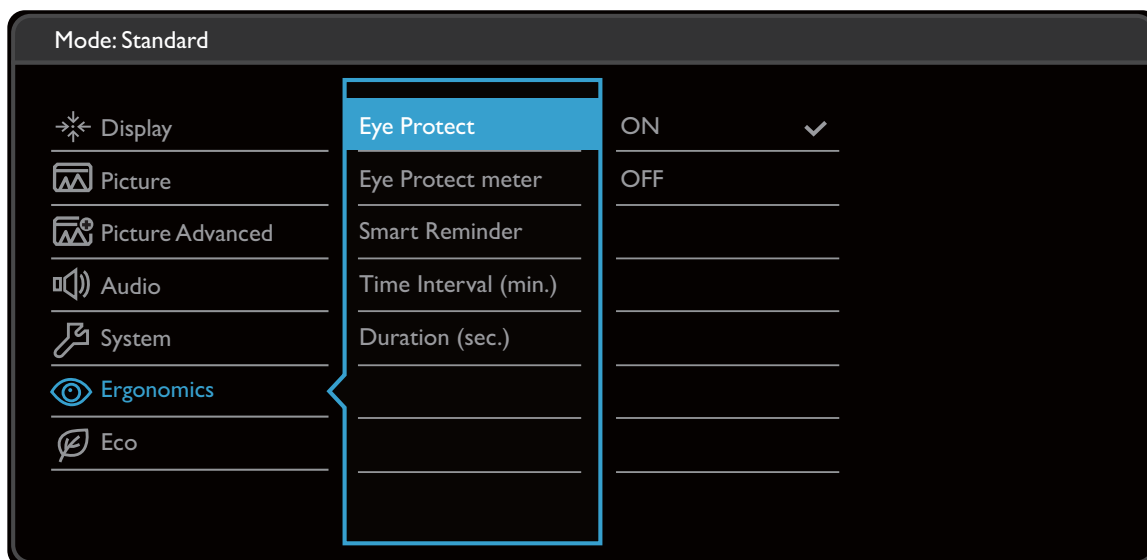 Mode: Standard
Display
Picture
Picture Advanced
Audio
System
Ergonomics
Eco
Eye Protect
Eye Protect meter
Smart Reminder
Time Interval (min.)
Duration (sec.)
ON
OFF